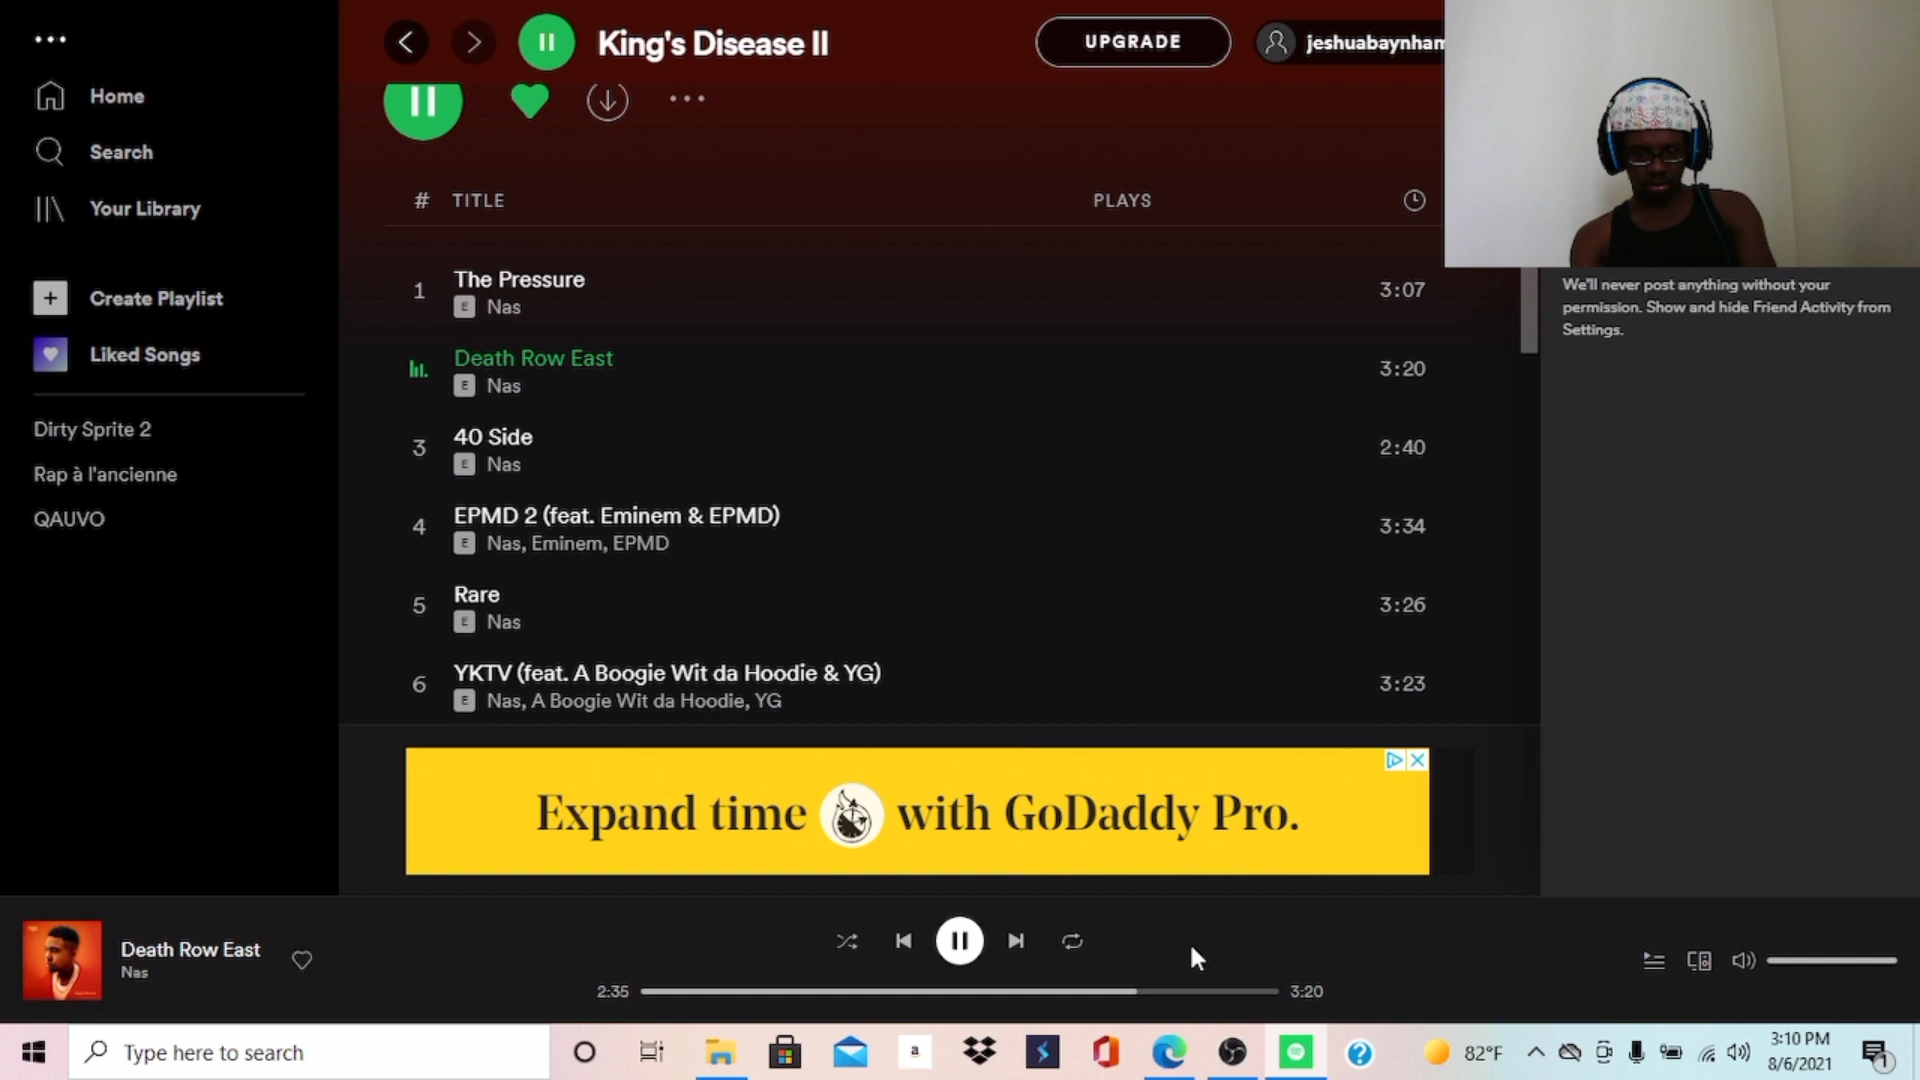 King's Disease II
UPGRADE
jeshuabaynham
Home
Search
Your Library
Create Playlist
Liked Songs
Dirty Sprite 2
Rap à l'ancienne
QAUVO
# TITLE PLAYS
1 The Pressure 3:07
E Nas
Death Row East 3:20
E Nas
3 40 Side 2:40
E Nas
4 EPMD 2 (feat. Eminem & EPMD) 3:34
E Nas, Eminem, EPMD
5 Rare 3:26
E Nas
6 YKTV (feat. A Boogie Wit da Hoodie & YG) 3:23
E Nas, A Boogie Wit da Hoodie, YG
We'll never post anything without your
permission. Show and hide Friend Activity from
Settings.
Expand time with GoDaddy Pro.
Death Row East
Nas
2:35 3:20
Type here to search
a
82°F
3:10 PM
8/6/2021
1